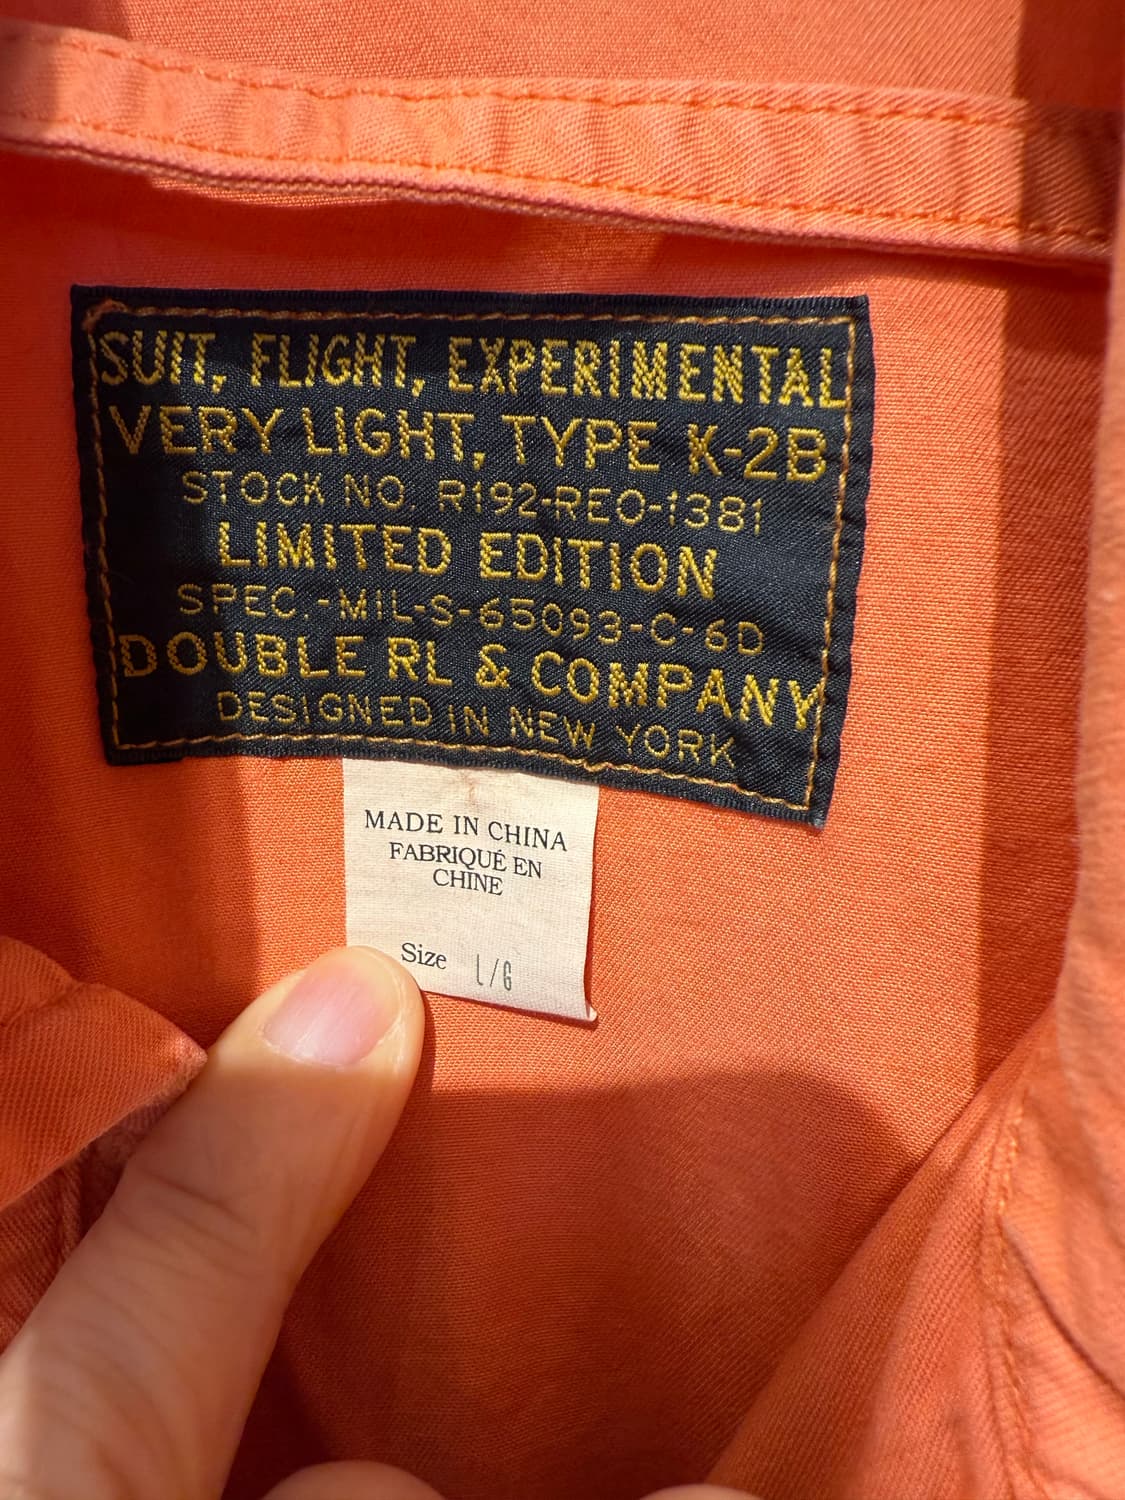 SUIT, FLIGHT, EXPERIMENTAL
VERY LIGHT, TYPE K-2B
STOCK NO. R192-REO-1381
LIMITED EDITION
SPEC.-MIL-S-65093-C-6D
DOUBLE RL & COMPANY
DESIGNED IN NEW YORK
MADE IN CHINA
FABRIQUÉ EN
CHINE
Size L/G